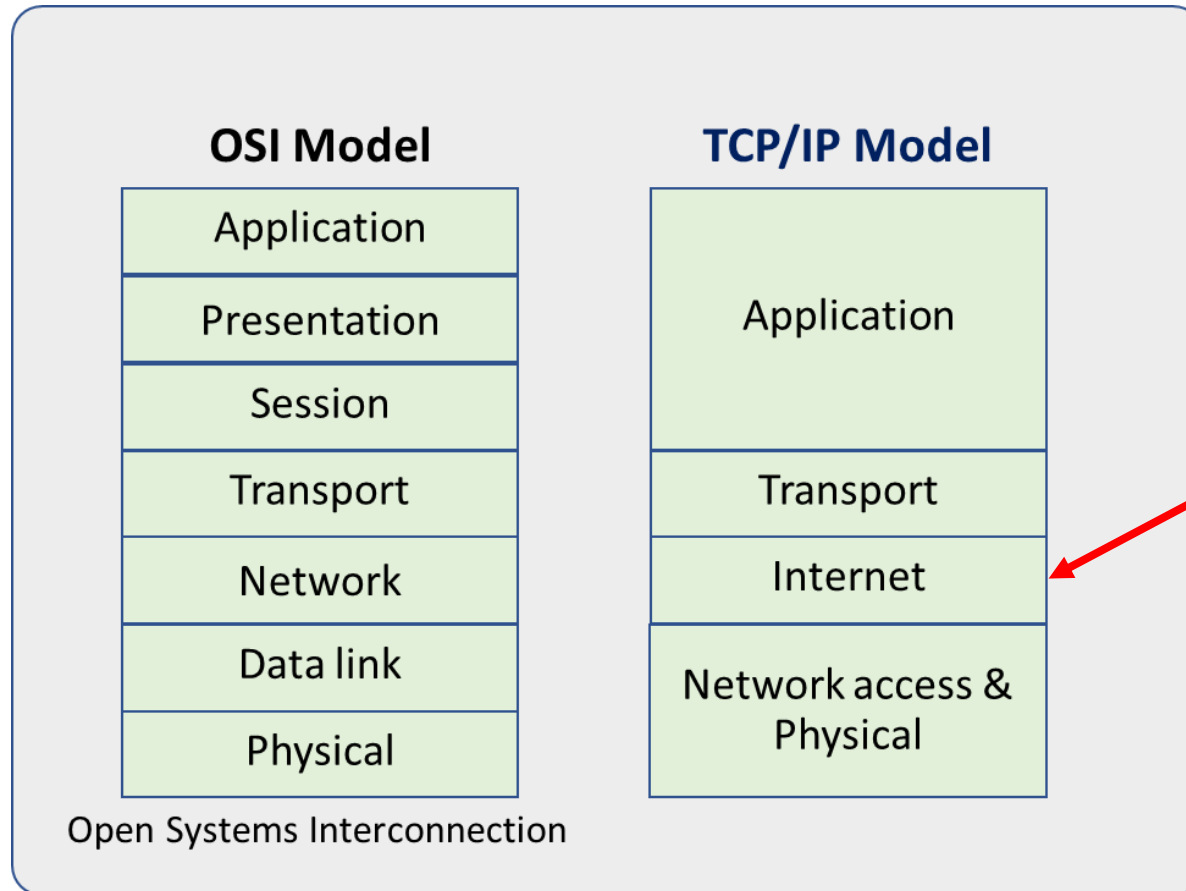 OSI Model
Application
Presentation
Session
Transport
Network
Data link
Physical
Open Systems Interconnection
TCP/IP Model
Application
Transport
Internet
Network access &
Physical